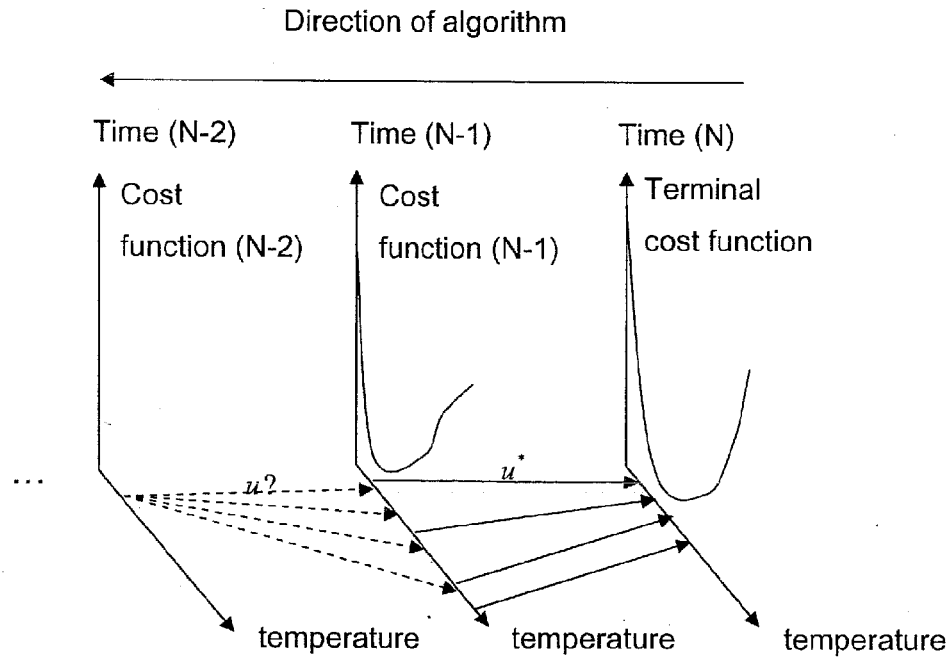 Direction of algorithm
Time (N-2) Time (N-1) Time (N)
Cost Cost Terminal
function (N-2) function (N-1) cost function
... u? u*
temperature temperature temperature